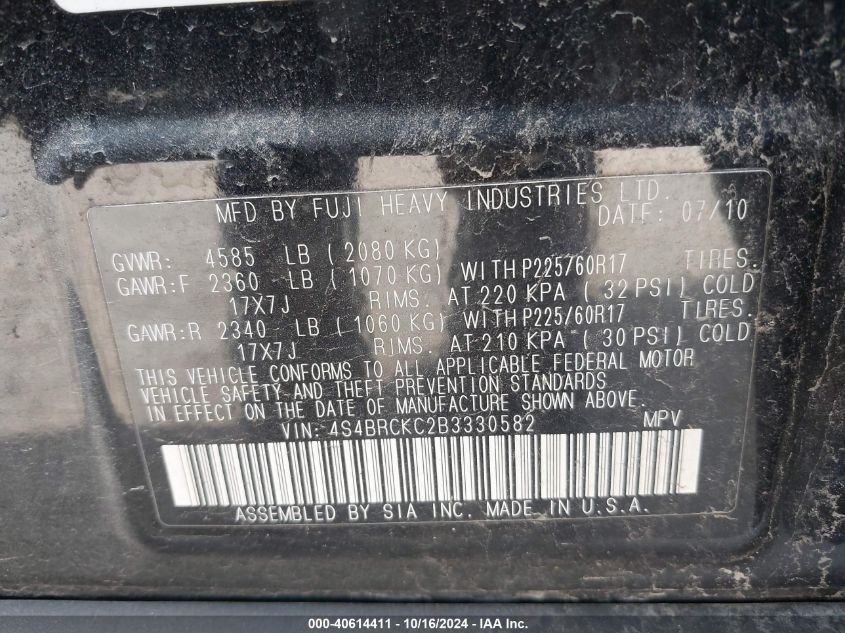 MFD BY FUJI HEAVY INDUSTRIES LTD.
DATE: 07/10
GVWR: 4585 LB ( 2080 KG)
GAWR:F 2360 LB ( 1070 KG) WITH P225/60R17 TIRES.
17X7J RIMS. AT 220 KPA ( 32 PSI) COLD
GAWR:R 2340 LB ( 1060 KG) WITH P225/60R17 TIRES.
17X7J RIMS. AT 210 KPA ( 30 PSI) COLD
THIS VEHICLE CONFORMS TO ALL APPLICABLE FEDERAL MOTOR
VEHICLE SAFETY AND THEFT PREVENTION STANDARDS
IN EFFECT ON THE DATE OF MANUFACTURE SHOWN ABOVE.
VIN: 4S4BRCKC2B3330582 MPV
ASSEMBLED BY SIA INC. MADE IN U.S.A.
000-40614411 - 10/16/2024 - IAA Inc.